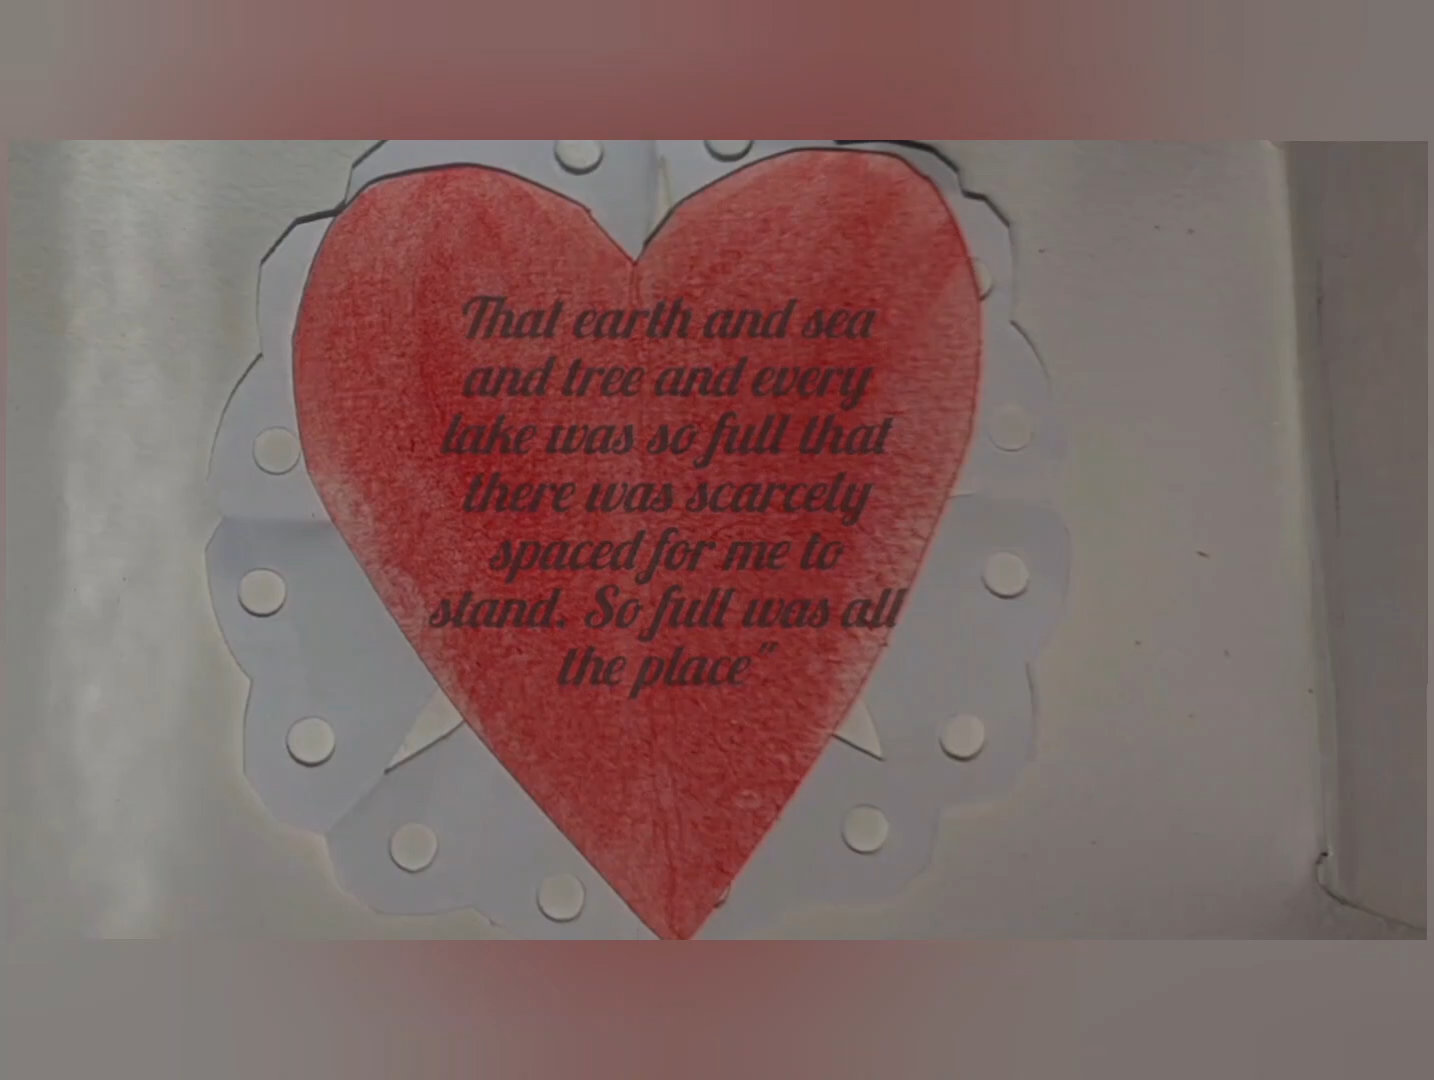 That earth and sea
and tree and every
lake was so full that
there was scarcely
spaced for me to
stand. So full was all
the place"